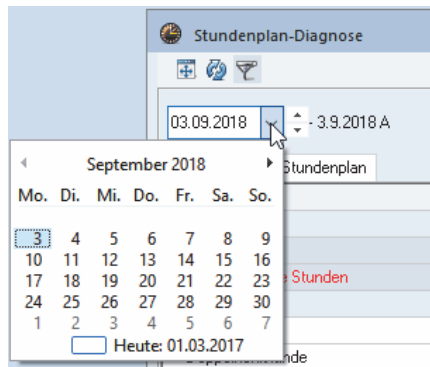 Stundenplan-Diagnose
03.09.2018 - 3.9.2018 A
September 2018
Stundenplan
Mo. Di. Mi. Do. Fr. Sa. So.
3 4 5 6 7 8 9
10 11 12 13 14 15 16
17 18 19 20 21 22 23
Stunden
24 25 26 27 28 29 30
1 2 3 4 5 6 7
Heute: 01.03.2017